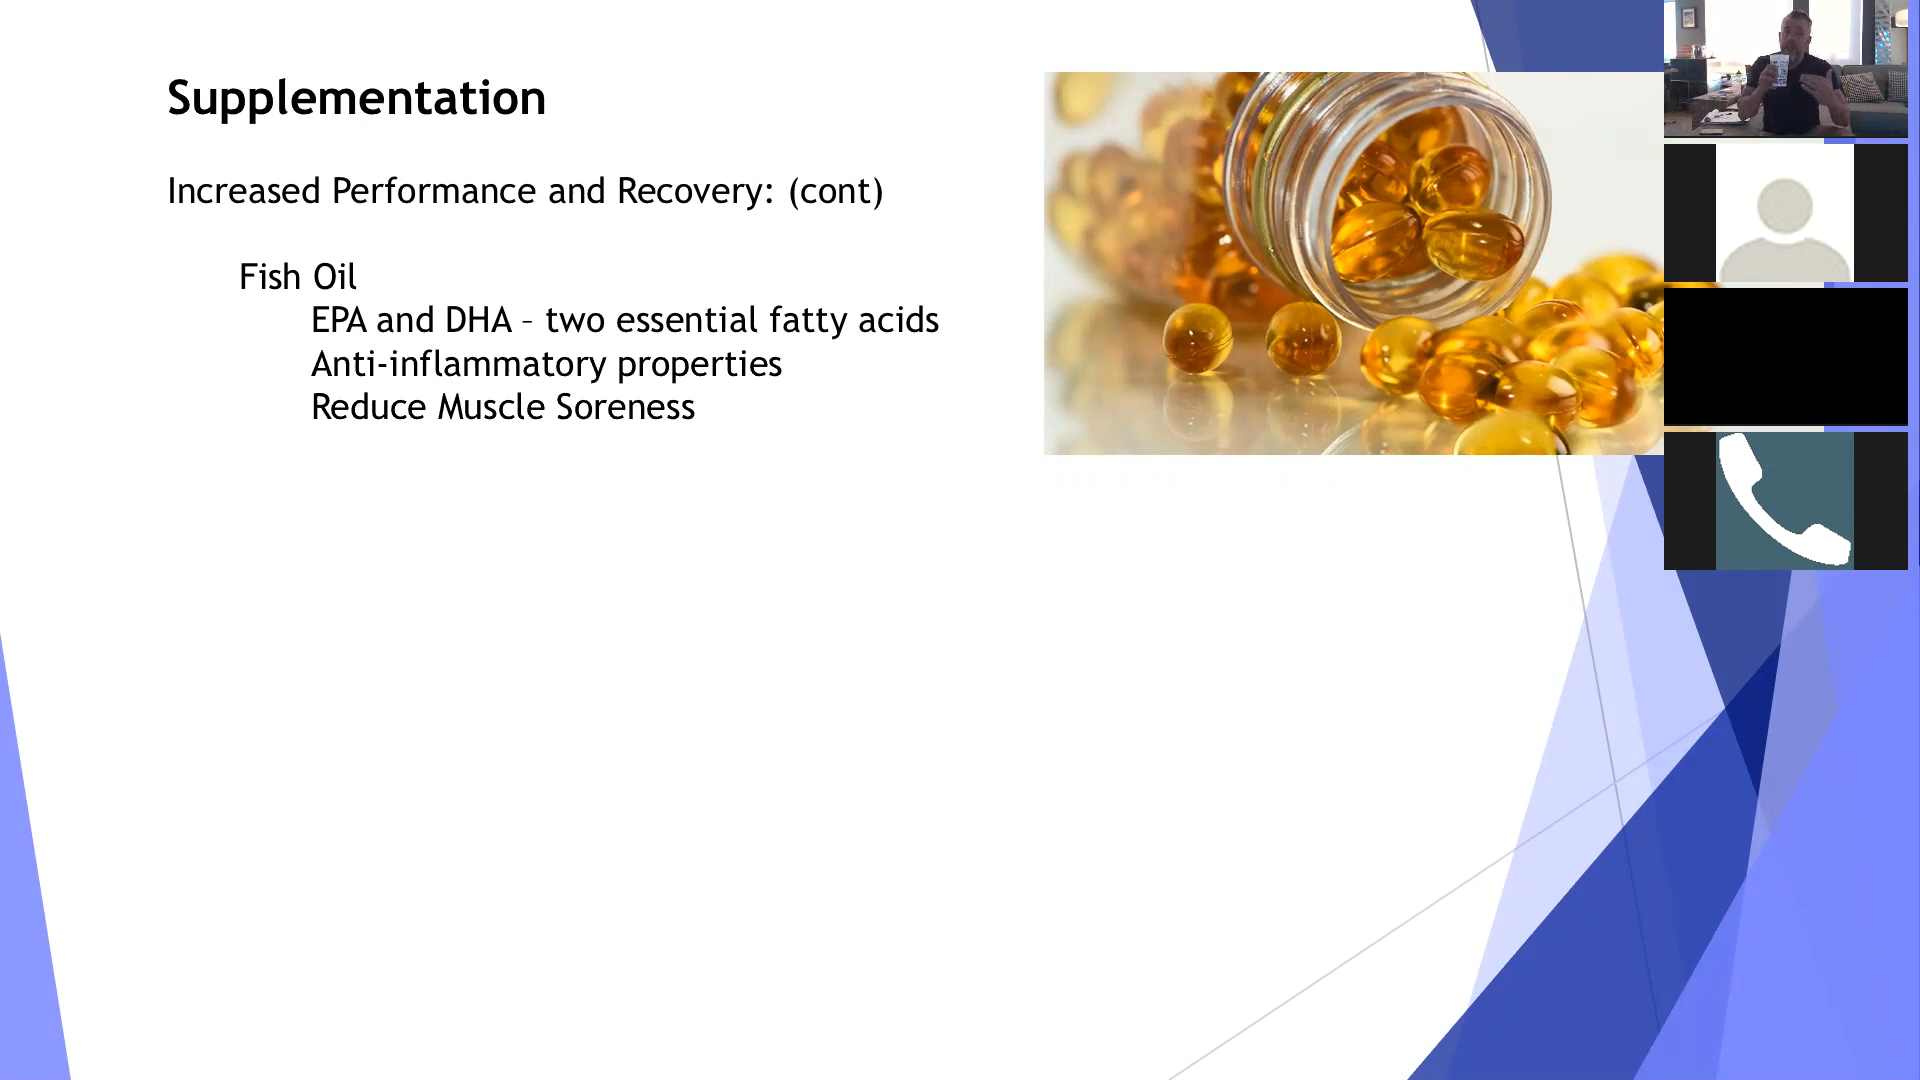 Supplementation
Increased Performance and Recovery: (cont)
Fish Oil
EPA and DHA – two essential fatty acids
Anti-inflammatory properties
Reduce Muscle Soreness